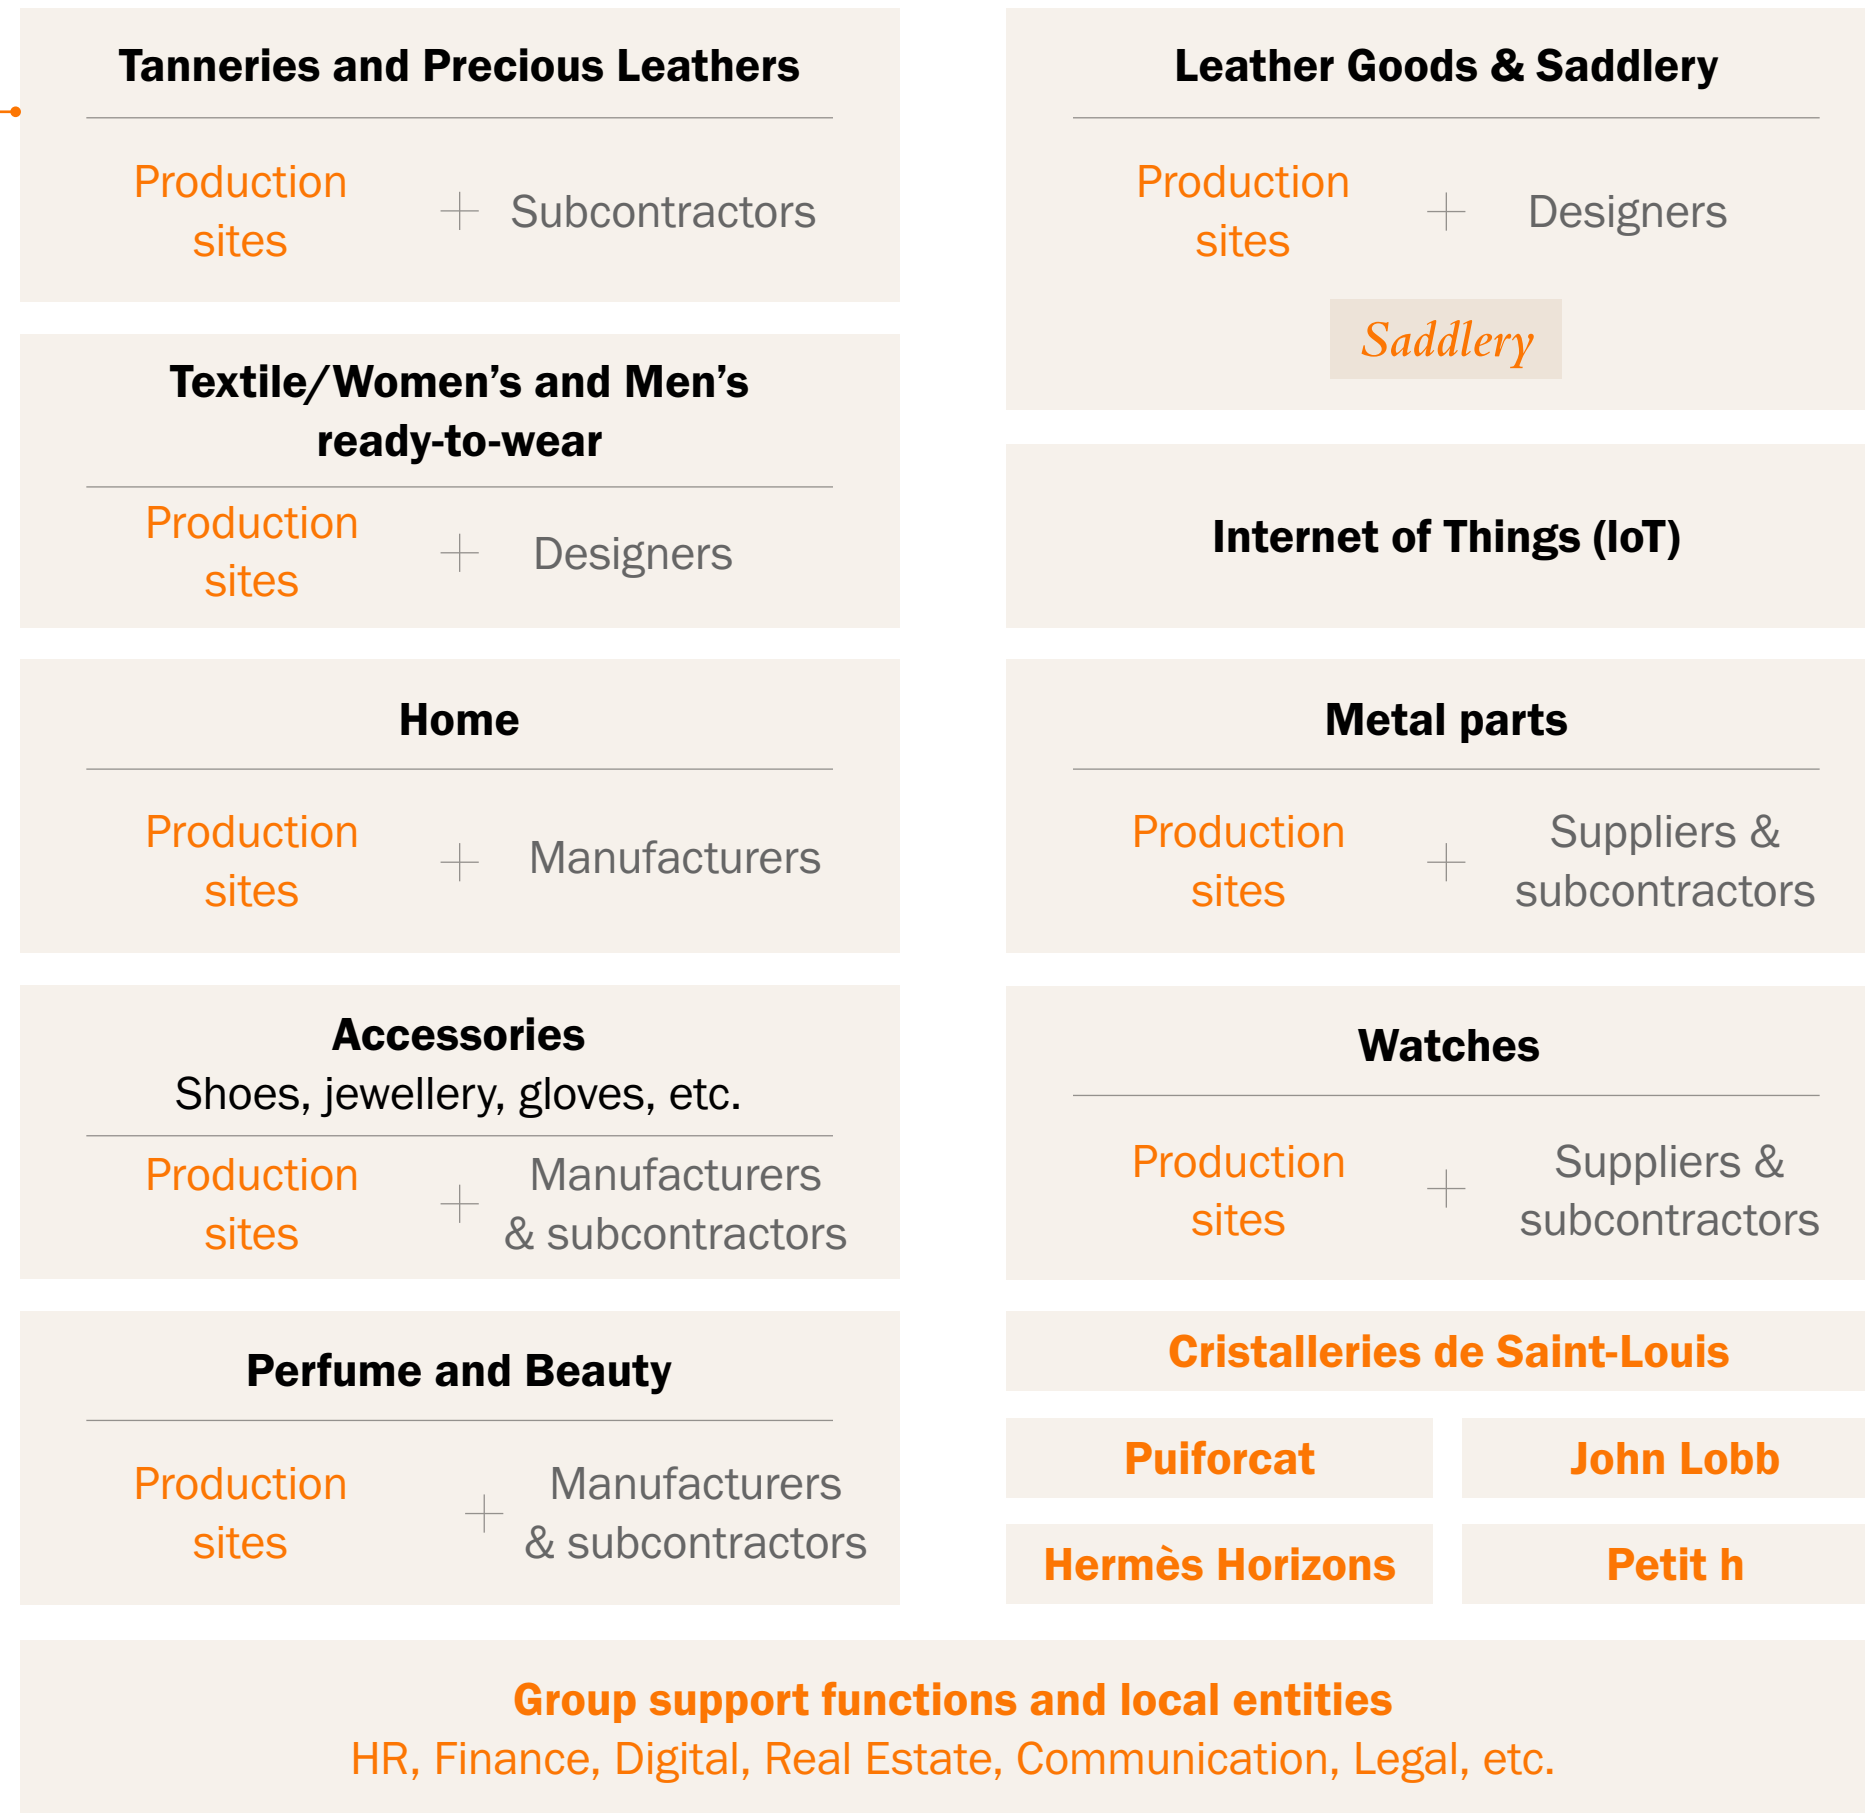 Tanneries and Precious Leathers
Production
sites
+
Subcontractors
Leather Goods & Saddlery
Production
sites
+
Designers
Saddlery
Textile/Women’s and Men’s
ready-to-wear
Production
sites
+
Designers
Internet of Things (IoT)
Home
Production
sites
+
Manufacturers
Metal parts
Production
sites
+
Suppliers &
subcontractors
Accessories
Shoes, jewellery, gloves, etc.
Production
sites
+
Manufacturers
& subcontractors
Watches
Production
sites
+
Suppliers &
subcontractors
Perfume and Beauty
Production
sites
+
Manufacturers
& subcontractors
Cristalleries de Saint-Louis
Puiforcat
John Lobb
Hermès Horizons
Petit h
Group support functions and local entities
HR, Finance, Digital, Real Estate, Communication, Legal, etc.